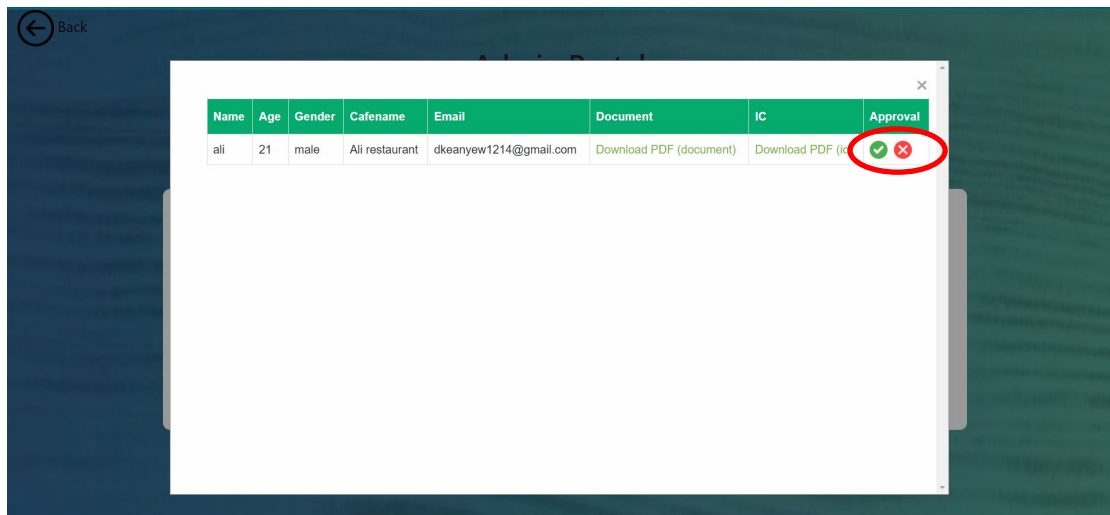 Back
×
Name Age Gender Cafename Email Document IC Approval
ali 21 male Ali restaurant dkeanyew1214@gmail.com Download PDF (document) Download PDF (ic